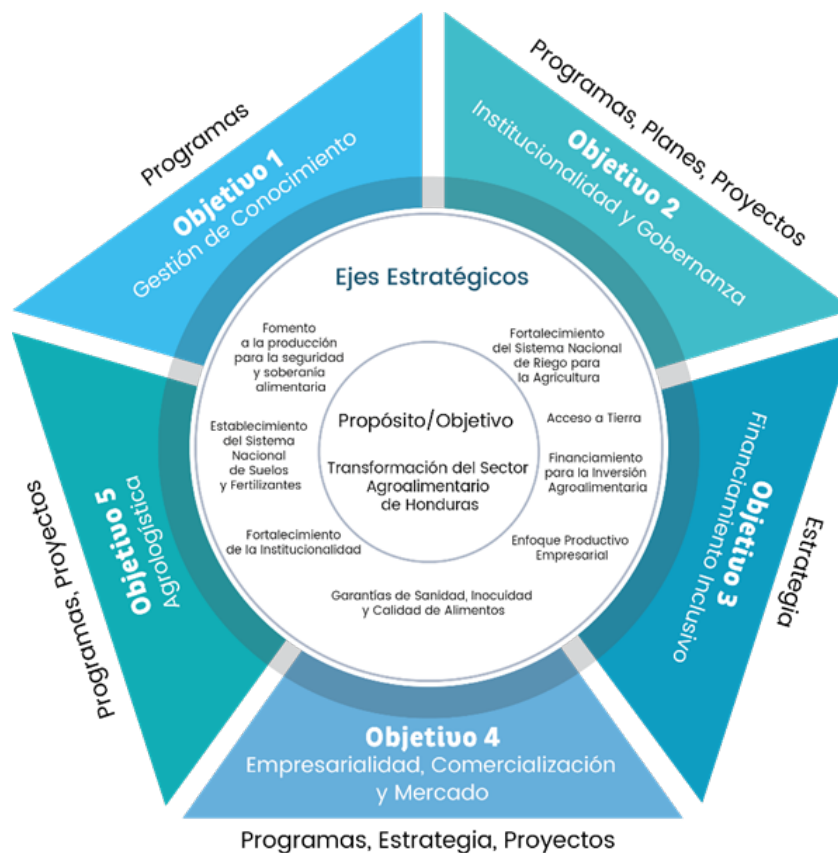 Programas
Objetivo 1
Gestión de Conocimiento
Programas, Planes, Proyectos
Objetivo 2
Institucionalidad y Gobernanza
Estrategia
Objetivo 3
Financiamiento Inclusivo
Objetivo 4
Empresarialidad, Comercialización
y Mercado
Programas, Estrategia, Proyectos
Programas, Proyectos
Objetivo 5
Agrologística
Ejes Estratégicos
Fomento
a la producción
para la seguridad
y soberanía
alimentaria
Establecimiento
del Sistema
Nacional
de Suelos
y Fertilizantes
Fortalecimiento
de la Institucionalidad
Garantías de Sanidad, Inocuidad
y Calidad de Alimentos
Fortalecimiento
del Sistema Nacional
de Riego para
la Agricultura
Acceso a Tierra
Financiamiento
para la Inversión
Agroalimentaria
Enfoque Productivo
Empresarial
Propósito/Objetivo
Transformación del Sector
Agroalimentario
de Honduras